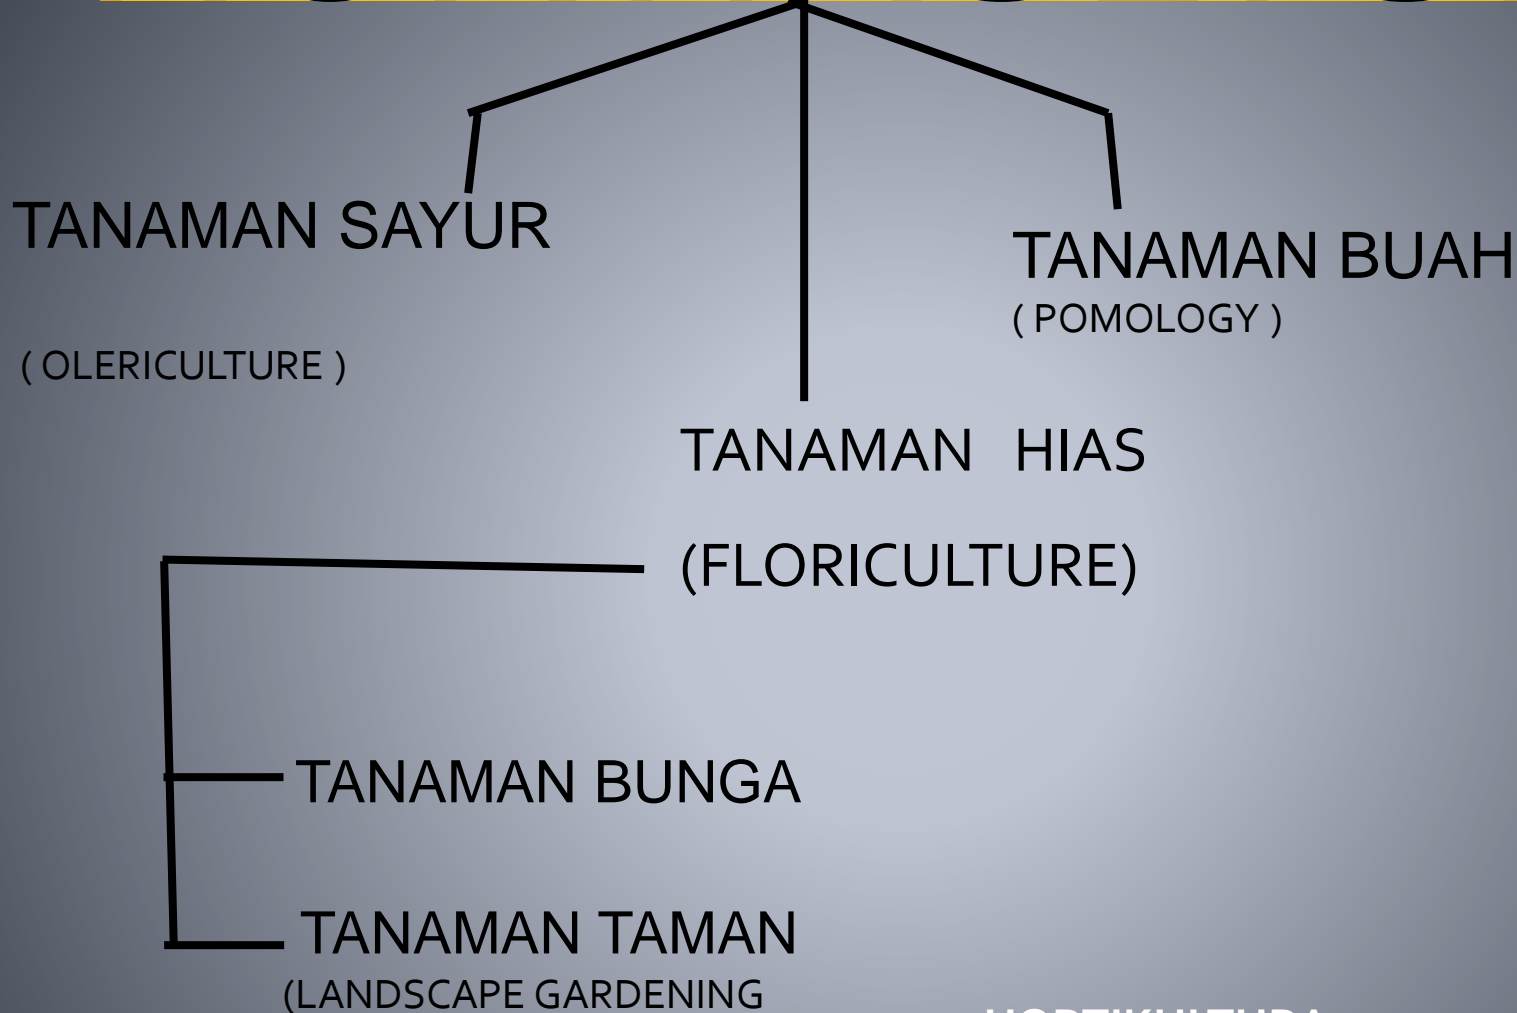 TANAMAN SAYUR
( OLERICULTURE )
TANAMAN BUAH
( POMOLOGY )
TANAMAN HIAS
(FLORICULTURE)
TANAMAN BUNGA
TANAMAN TAMAN
(LANDSCAPE GARDENING